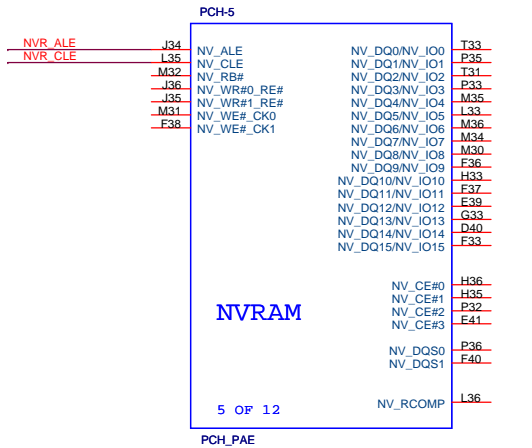 PCH-5
NVR_ALE J34 NV_ALE NV_DQ0/NV_IO0 T33
NVR_CLE L35 NV_CLE NV_DQ1/NV_IO1 P35
M32 NV_RB# NV_DQ2/NV_IO2 T31
J36 NV_WR#0_RE# NV_DQ3/NV_IO3 P33
J35 NV_WR#1_RE# NV_DQ4/NV_IO4 M35
M31 NV_WE#_CK0 NV_DQ5/NV_IO5 L33
F38 NV_WE#_CK1 NV_DQ6/NV_IO6 M36
NV_DQ7/NV_IO7 M34
NV_DQ8/NV_IO8 M30
NV_DQ9/NV_IO9 F36
NV_DQ10/NV_IO10 H33
NV_DQ11/NV_IO11 F37
NV_DQ12/NV_IO12 E39
NV_DQ13/NV_IO13 G33
NV_DQ14/NV_IO14 D40
NV_DQ15/NV_IO15 F33
NV_CE#0 H36
NV_CE#1 H35
NVRAM NV_CE#2 P32
NV_CE#3 E41
NV_DQS0 P36
NV_DQS1 F40
5 OF 12 NV_RCOMP L36
PCH_PAE